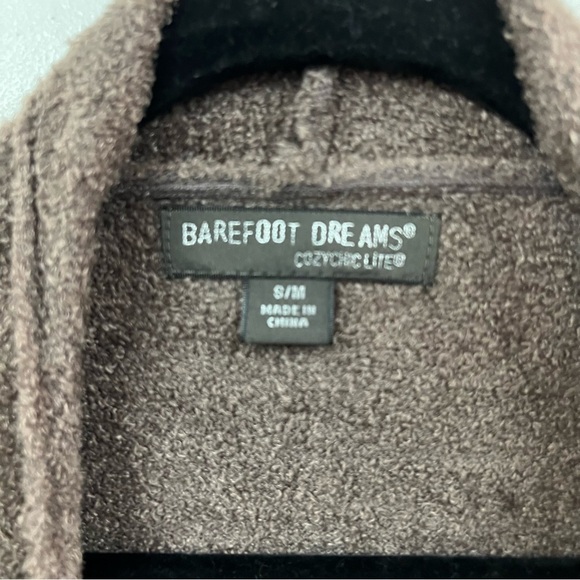 BAREFOOT DREAMS®
COZYCHIC LITE®
S/M
MADE IN
CHINA